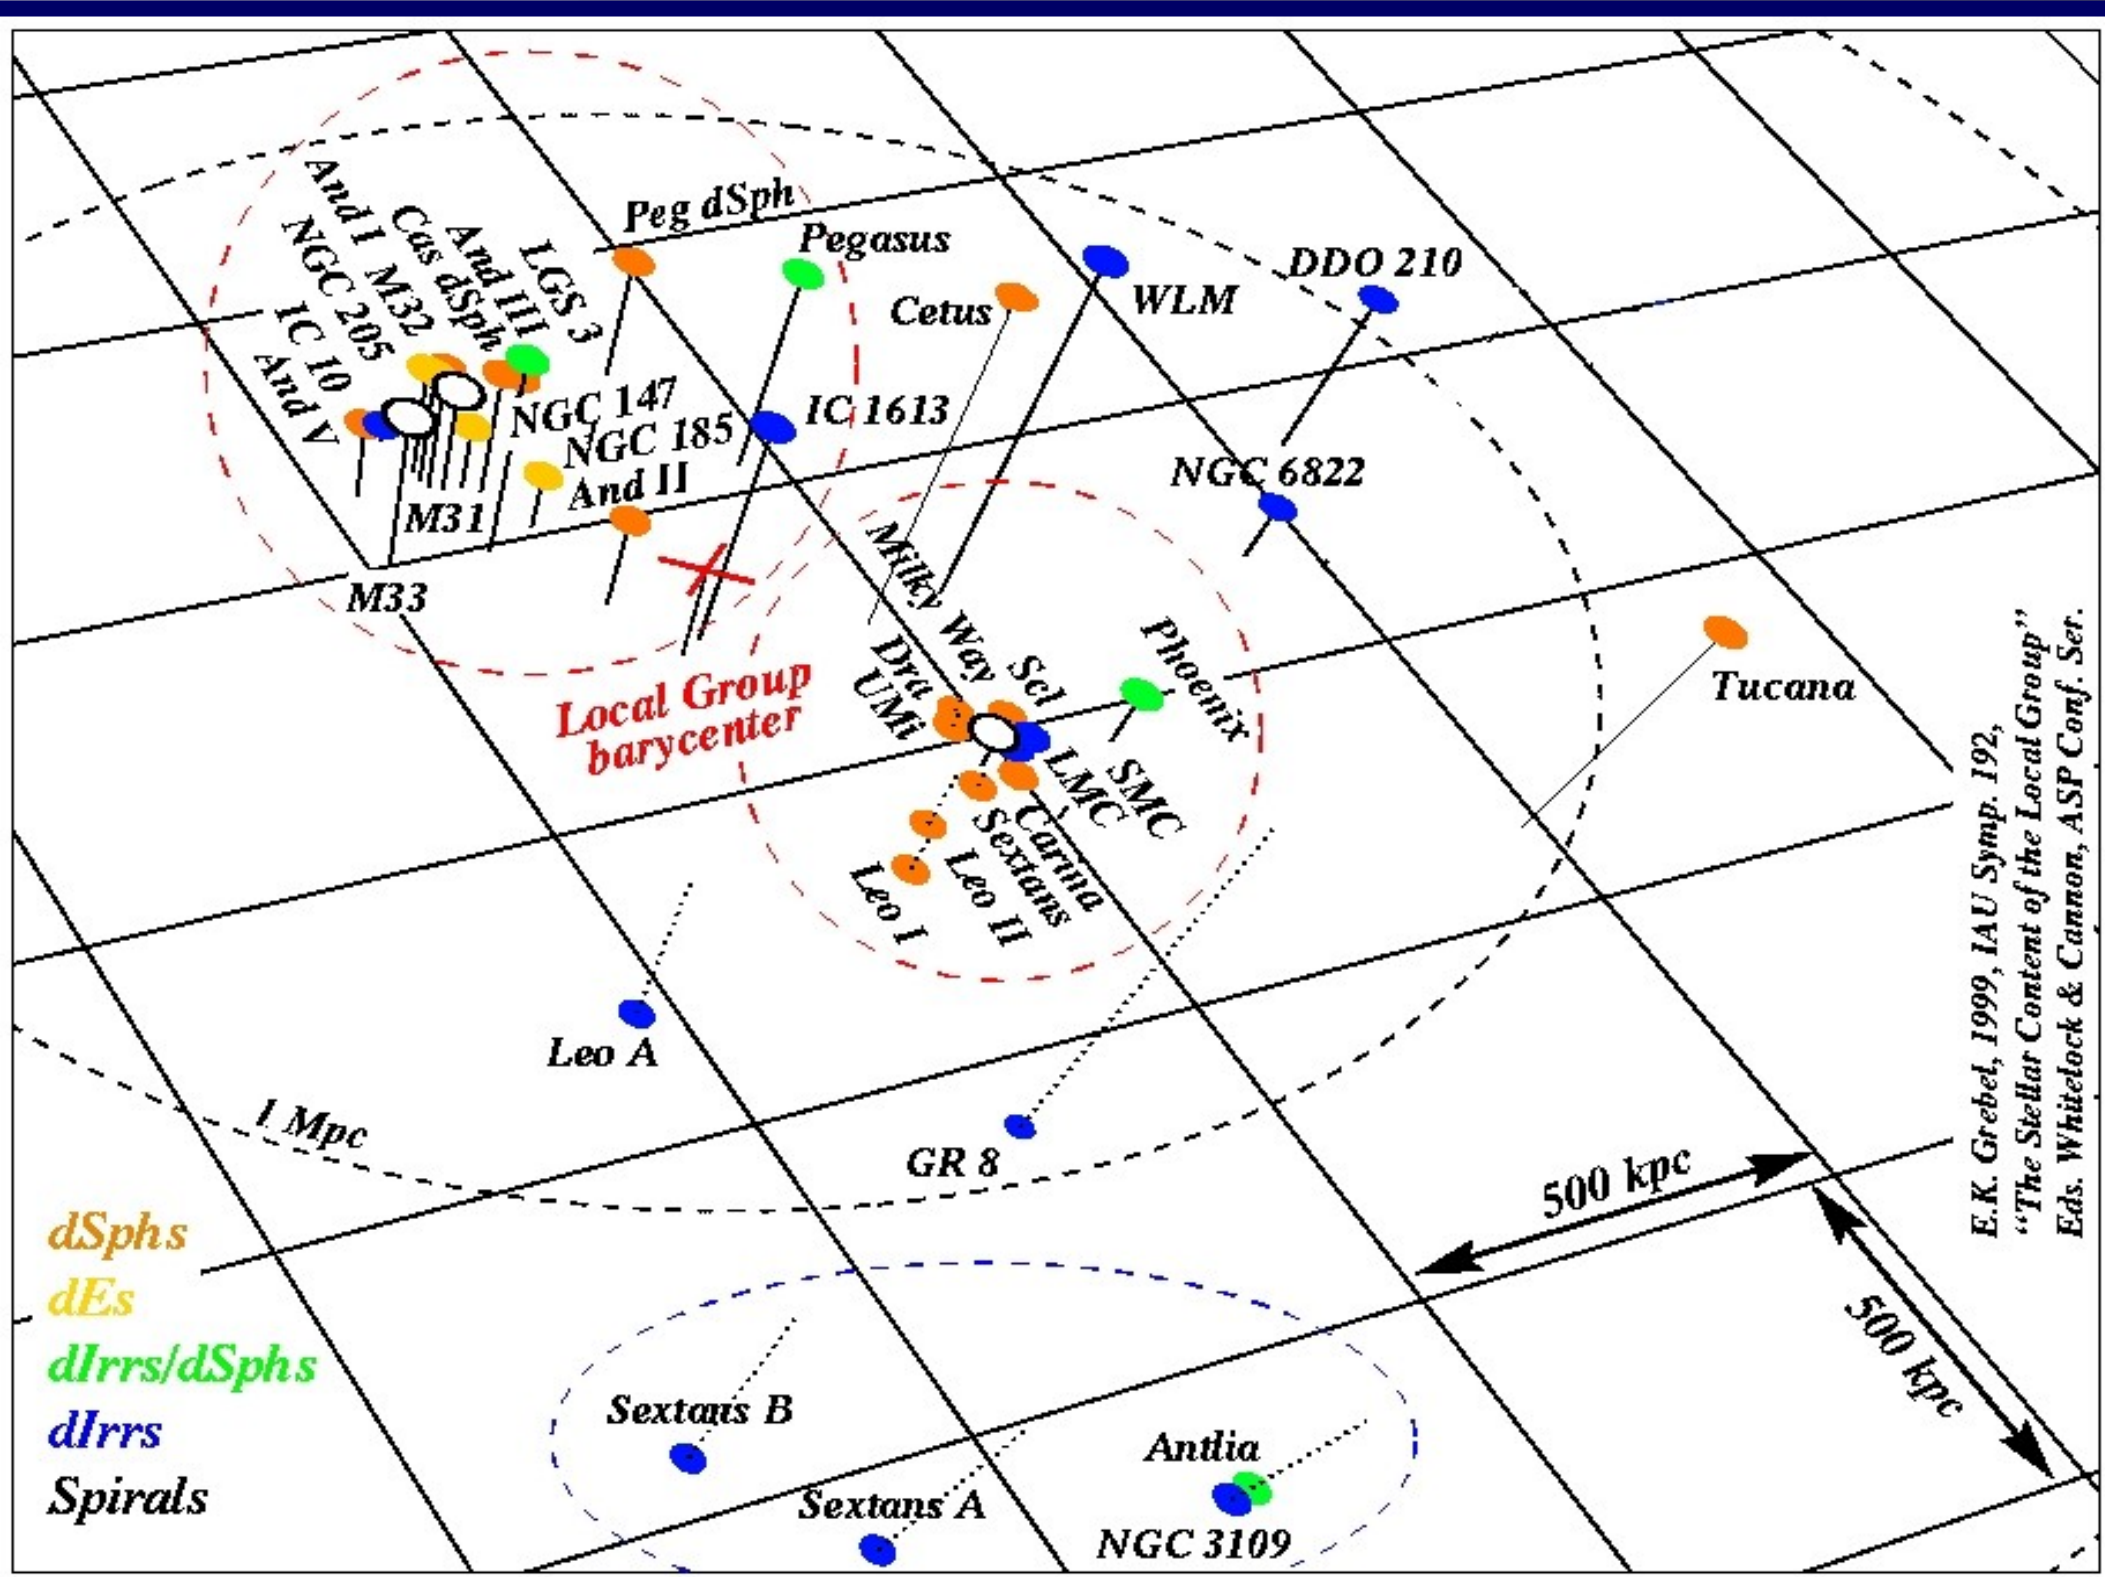 And I
M32
Cas dSph
And III
LGS 3
NGC 205
IC 10
And V
Peg dSph
Pegasus
Cetus
WLM
DDO 210
NGC 147
NGC 185
And II
IC 1613
M31
M33
NGC 6822
Milky Way
Scl
Phoenix
Dra
UMi
Local Group
barycenter
Tucana
SMC
LMC
Carina
Sextans
Leo II
Leo I
Leo A
GR 8
1 Mpc
500 kpc
500 kpc
Sextans B
Sextans A
Antlia
NGC 3109
dSphs
dEs
dIrrs/dSphs
dIrrs
Spirals
E.K. Grebel, 1999, IAU Symp. 192,
“The Stellar Content of the Local Group”
Eds. Whitelock & Cannon, ASP Conf. Ser.